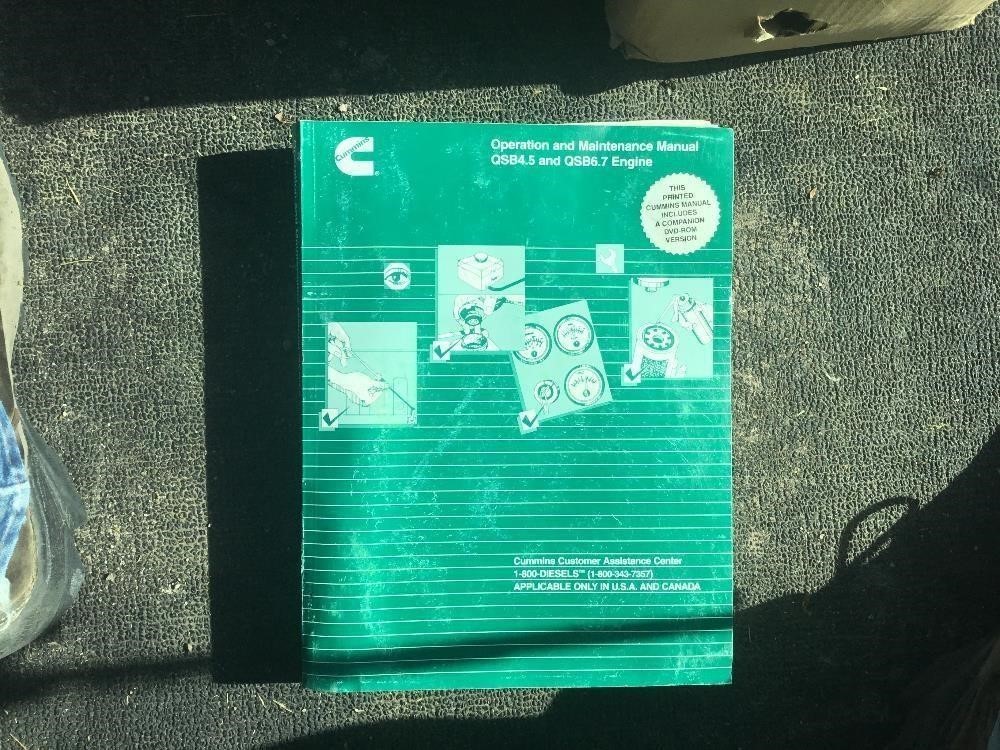 Cummins
Operation and Maintenance Manual
QSB4.5 and QSB6.7 Engine
THIS
PRINTED
CUMMINS MANUAL
INCLUDES
A COMPANION
DVD-ROM
VERSION
Cummins Customer Assistance Center
1-800-DIESELS™ (1-800-343-7357)
APPLICABLE ONLY IN U.S.A. AND CANADA